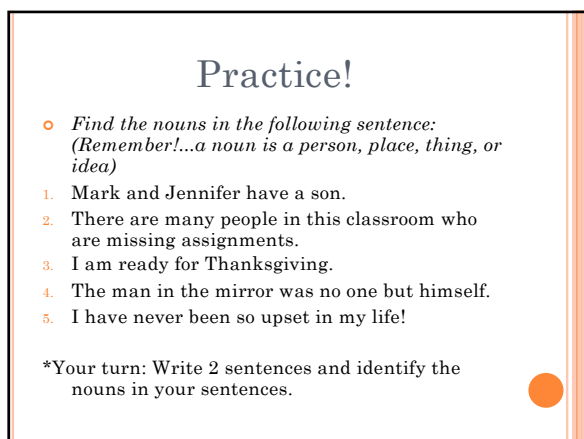 Practice!
Find the nouns in the following sentence:
(Remember!...a noun is a person, place, thing, or
idea)
1. Mark and Jennifer have a son.
2. There are many people in this classroom who
are missing assignments.
3. I am ready for Thanksgiving.
4. The man in the mirror was no one but himself.
5. I have never been so upset in my life!
*Your turn: Write 2 sentences and identify the
nouns in your sentences.